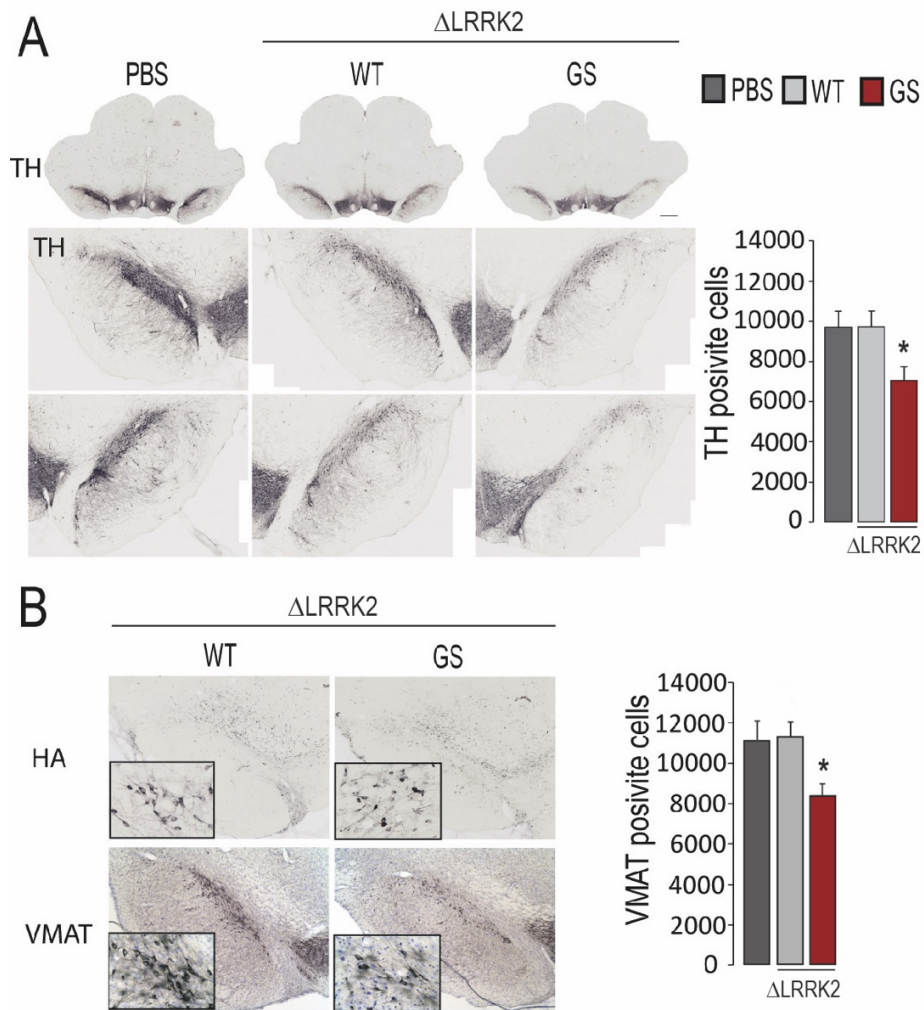 A
ΔLRRK2
PBS
WT
GS
PBS WT GS
TH
TH
14000
12000
10000
8000
6000
4000
2000
0
TH posivite cells
*
ΔLRRK2
B
ΔLRRK2
WT
GS
HA
VMAT
14000
12000
10000
8000
6000
4000
2000
0
VMAT posivite cells
*
ΔLRRK2